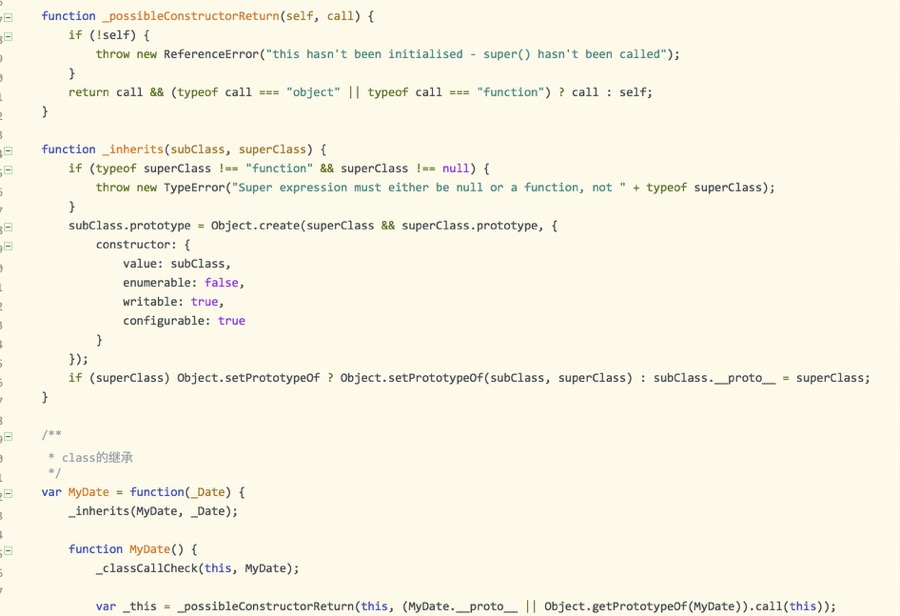 function _possibleConstructorReturn(self, call) {
if (!self) {
throw new ReferenceError("this hasn't been initialised - super() hasn't been called");
}
return call && (typeof call === "object" || typeof call === "function") ? call : self;
}
function _inherits(subClass, superClass) {
if (typeof superClass !== "function" && superClass !== null) {
throw new TypeError("Super expression must either be null or a function, not " + typeof superClass);
}
subClass.prototype = Object.create(superClass && superClass.prototype, {
constructor: {
value: subClass,
enumerable: false,
writable: true,
configurable: true
}
});
if (superClass) Object.setPrototypeOf ? Object.setPrototypeOf(subClass, superClass) : subClass.__proto__ = superClass;
}
/**
* class的继承
*/
var MyDate = function(_Date) {
_inherits(MyDate, _Date);
function MyDate() {
_classCallCheck(this, MyDate);
var _this = _possibleConstructorReturn(this, (MyDate.__proto__ || Object.getPrototypeOf(MyDate)).call(this));